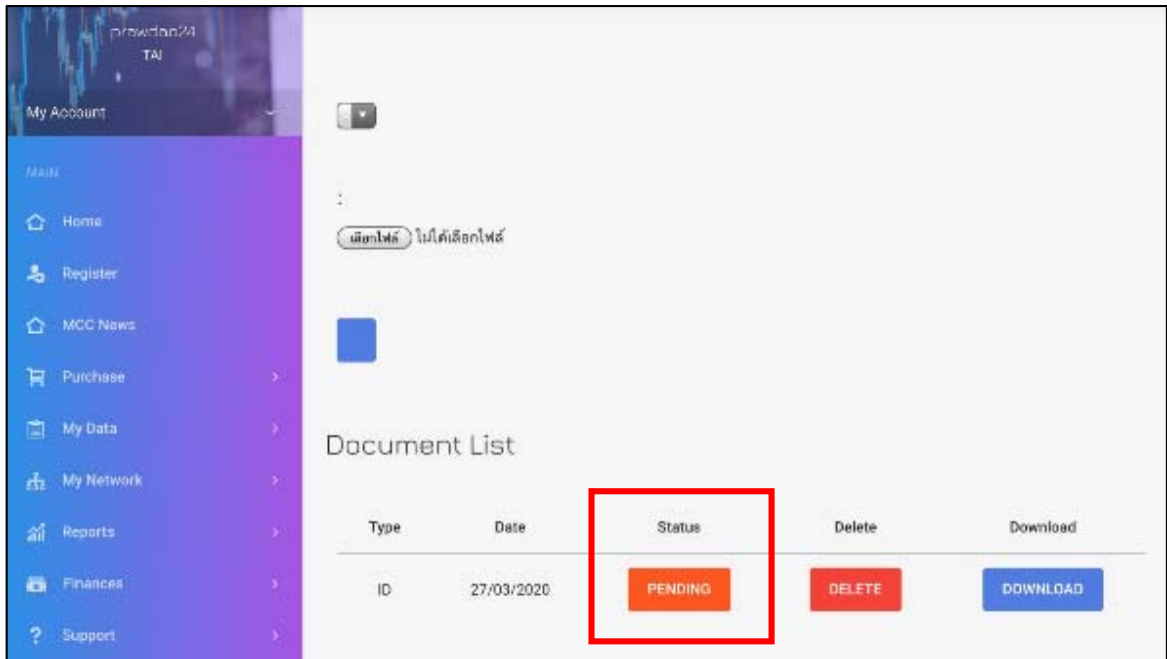 prawdao24
TAI
My Account
MAIN
Home
Register
MCC News
Purchase
My Data
My Network
Reports
Finances
Support
:
เลือกไฟล์ ไม่ได้เลือกไฟล์
Document List
Type Date Status Delete Download
ID 27/03/2020 PENDING DELETE DOWNLOAD